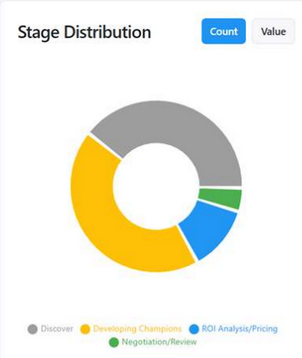 Stage Distribution Count Value
Discover Developing Champions ROI Analysis/Pricing
Negotiation/Review